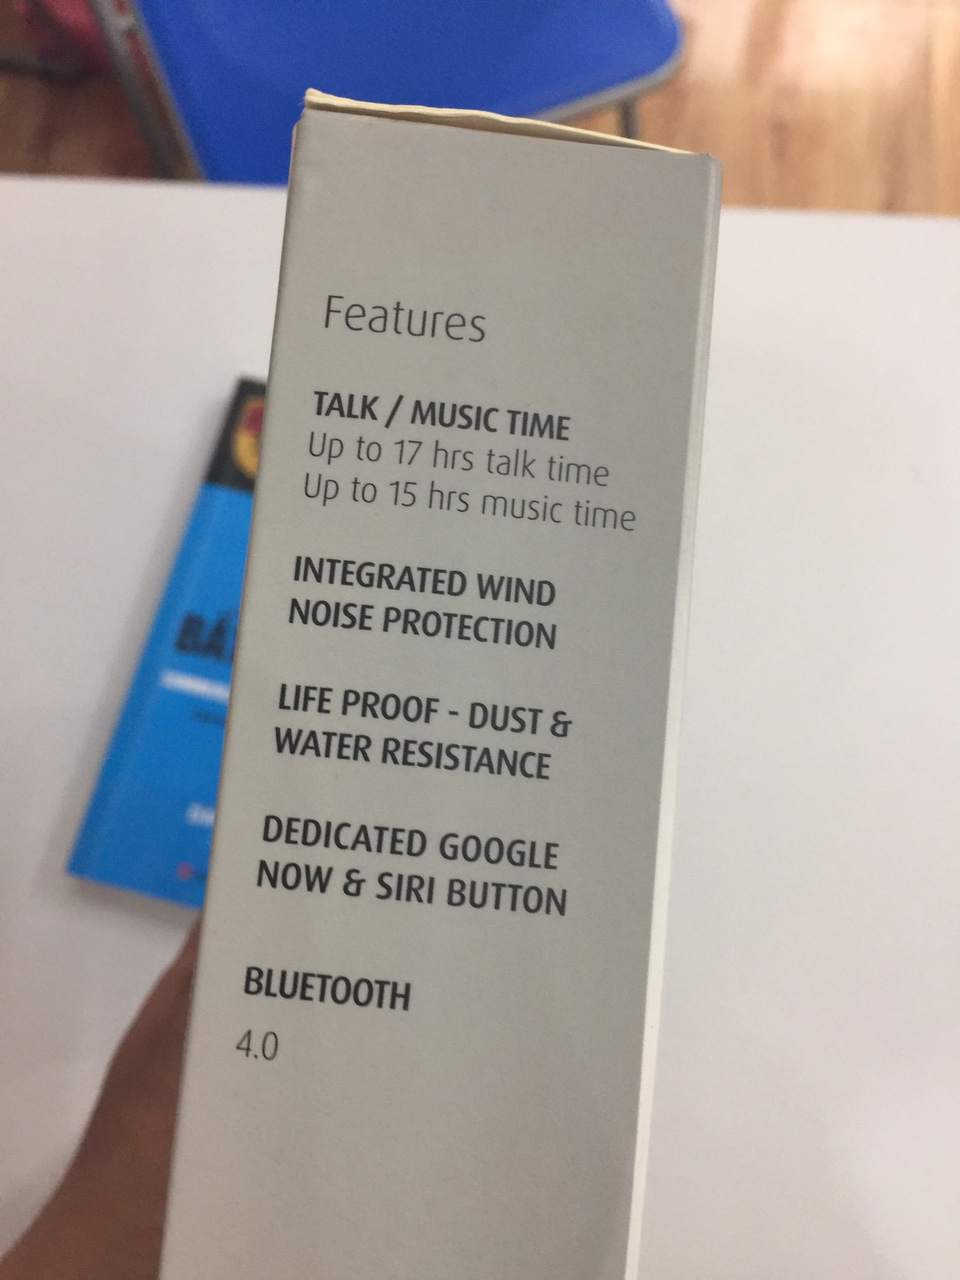 Features
TALK / MUSIC TIME
Up to 17 hrs talk time
Up to 15 hrs music time
INTEGRATED WIND
NOISE PROTECTION
LIFE PROOF - DUST &
WATER RESISTANCE
DEDICATED GOOGLE
NOW & SIRI BUTTON
BLUETOOTH
4.0